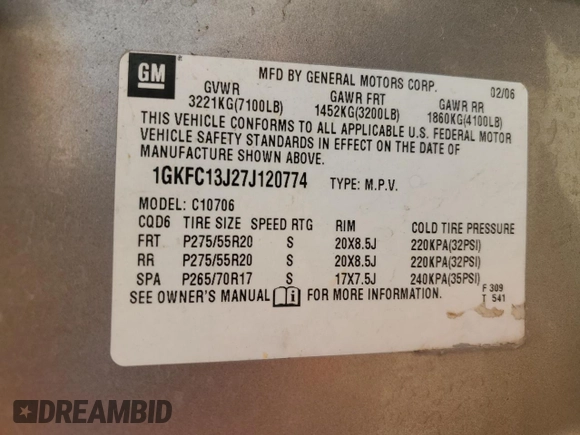 GM
MFD BY GENERAL MOTORS CORP.
02/06
GVWR GAWR FRT GAWR RR
3221KG(7100LB) 1452KG(3200LB) 1860KG(4100LB)
THIS VEHICLE CONFORMS TO ALL APPLICABLE U.S. FEDERAL MOTOR
VEHICLE SAFETY STANDARDS IN EFFECT ON THE DATE OF
MANUFACTURE SHOWN ABOVE.
1GKFC13J27J120774 TYPE: M.P.V.
MODEL: C10706
CQD6 TIRE SIZE SPEED RTG RIM COLD TIRE PRESSURE
FRT P275/55R20 S 20X8.5J 220KPA(32PSI)
RR P275/55R20 S 20X8.5J 220KPA(32PSI)
SPA P265/70R17 S 17X7.5J 240KPA(35PSI)
SEE OWNER'S MANUAL FOR MORE INFORMATION.
F 309
T 541
DREAMBID